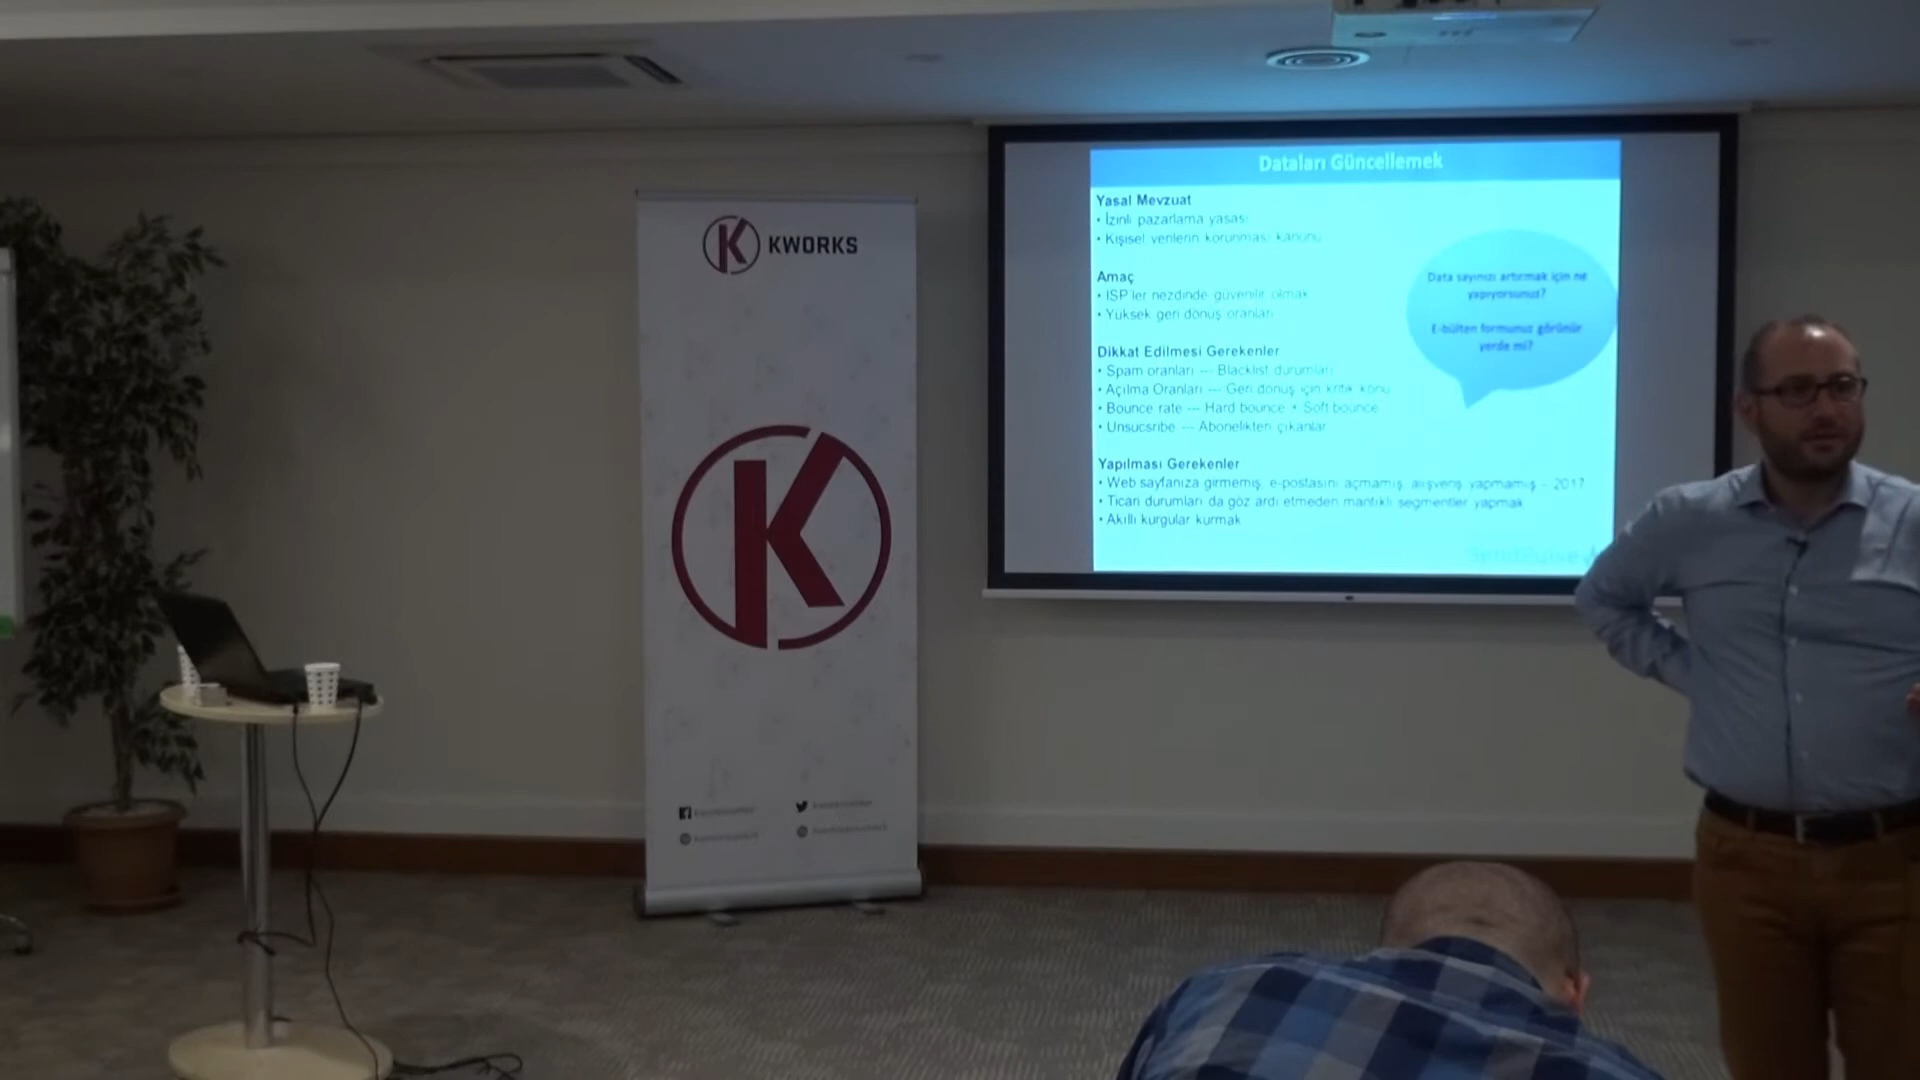 KWORKS
Dataları Güncellemek
Yasal Mevzuat
• İzinli pazarlama yasası
• Kişisel verilerin korunması kanunu
Amaç
• ISP'ler nezdinde güvenilir olmak
• Yüksek geri dönüş oranları
Dikkat Edilmesi Gerekenler
• Spam oranları --- Blacklist durumları
• Açılma Oranları --- Geri dönüş için kritik konu
• Bounce rate --- Hard bounce + Soft bounce
• Unsucsribe --- Abonelikten çıkanlar
Yapılması Gerekenler
• Web sayfanıza girmemiş, e-postasını açmamış, alışveriş yapmamış – 2017
• Ticari durumları da göz ardı etmeden mantıklı segmentler yapmak
• Akıllı kurgular kurmak
Data sayınızı artırmak için ne
yapıyorsunuz?
E-bülten formunuz görünür
yerde mi?
SendPulse